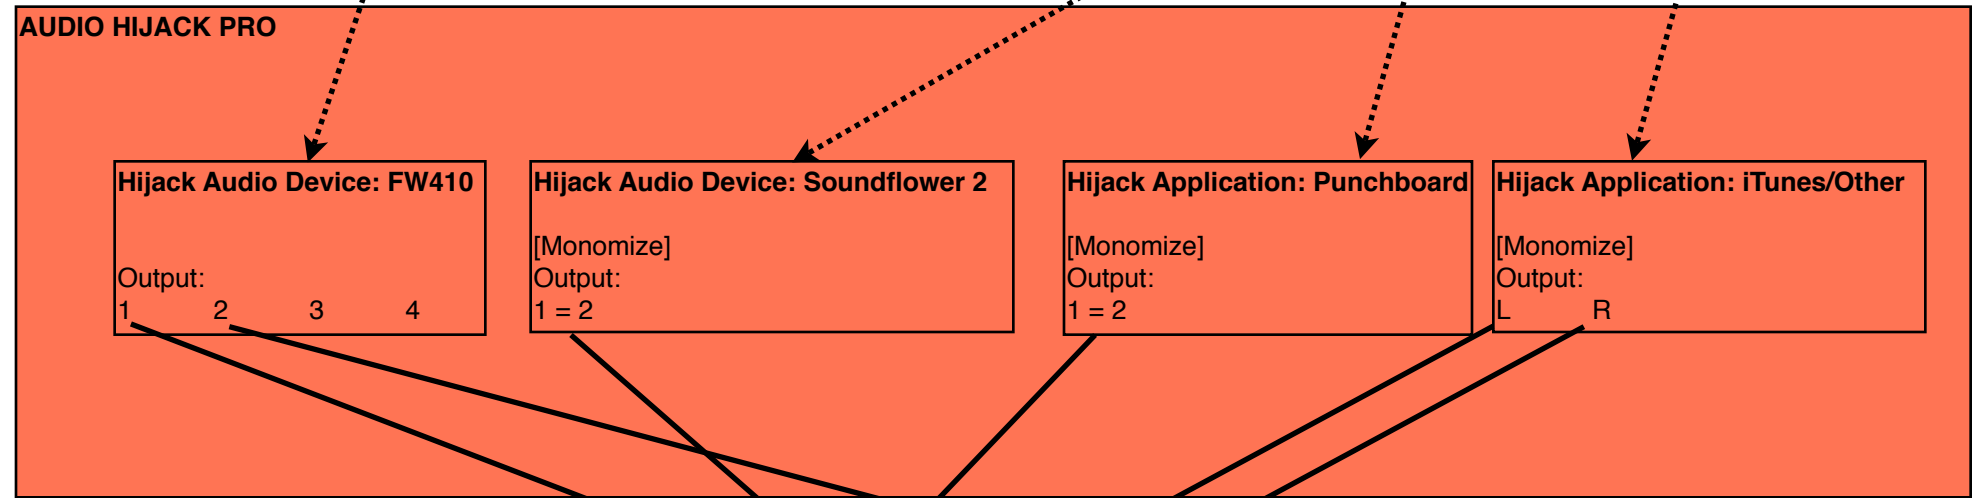 AUDIO HIJACK PRO
Hijack Audio Device: FW410
Output:
1 2 3 4
Hijack Audio Device: Soundflower 2
[Monomize]
Output:
1 = 2
Hijack Application: Punchboard
[Monomize]
Output:
1 = 2
Hijack Application: iTunes/Other
[Monomize]
Output:
L R